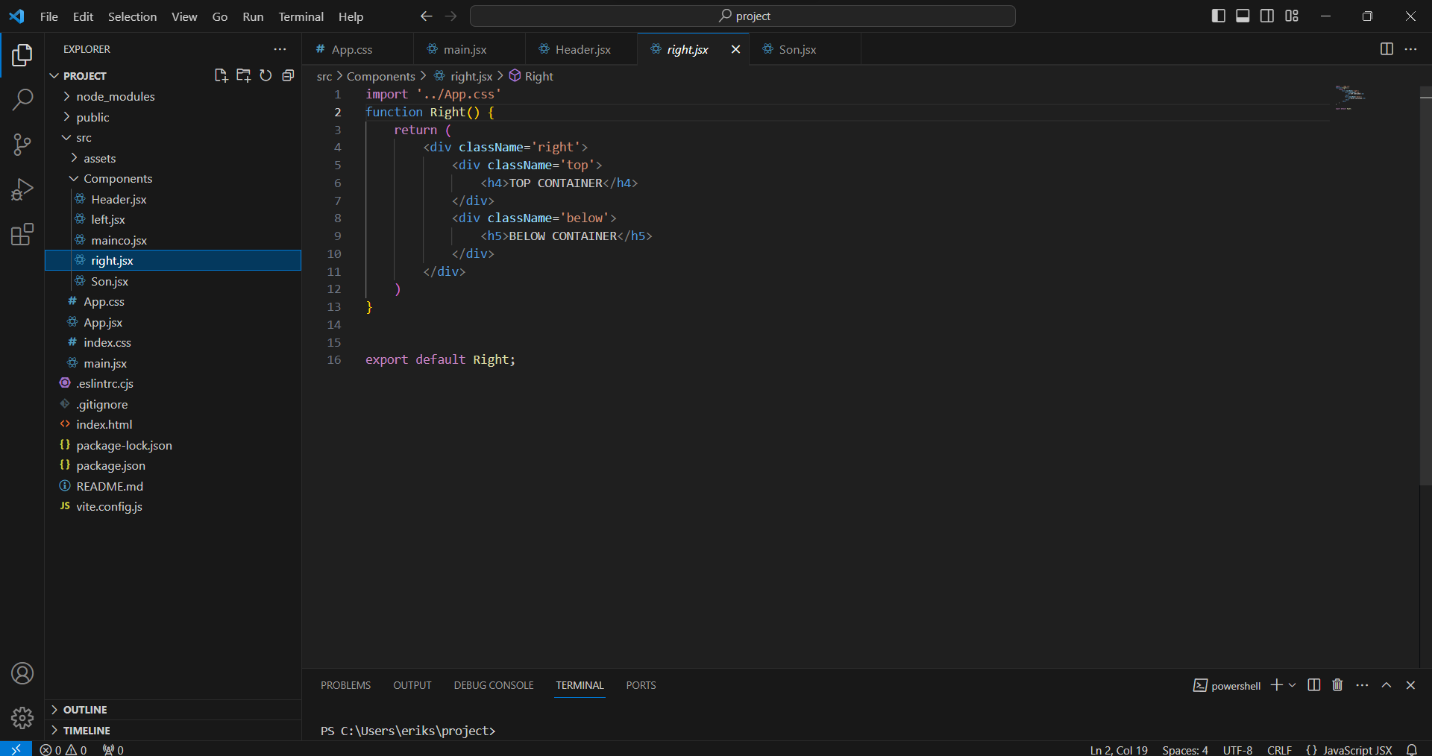 File Edit Selection View Go Run Terminal Help
project
EXPLORER
PROJECT
node_modules
public
src
assets
Components
Header.jsx
left.jsx
mainco.jsx
right.jsx
Son.jsx
# App.css
App.jsx
# index.css
main.jsx
.eslintrc.cjs
.gitignore
<> index.html
{} package-lock.json
{} package.json
README.md
JS vite.config.js
OUTLINE
TIMELINE
# App.css main.jsx Header.jsx right.jsx Son.jsx
src > Components > right.jsx > Right
1 import '../App.css'
2 function Right() {
3     return (
4         <div className='right'>
5             <div className='top'>
6                 <h4>TOP CONTAINER</h4>
7             </div>
8             <div className='below'>
9                 <h5>BELOW CONTAINER</h5>
10             </div>
11         </div>
12     )
13 }
14
15
16 export default Right;
PROBLEMS OUTPUT DEBUG CONSOLE TERMINAL PORTS
powershell
PS C:\Users\eriks\project>
0 0 0
Ln 2, Col 19 Spaces: 4 UTF-8 CRLF {} JavaScript JSX